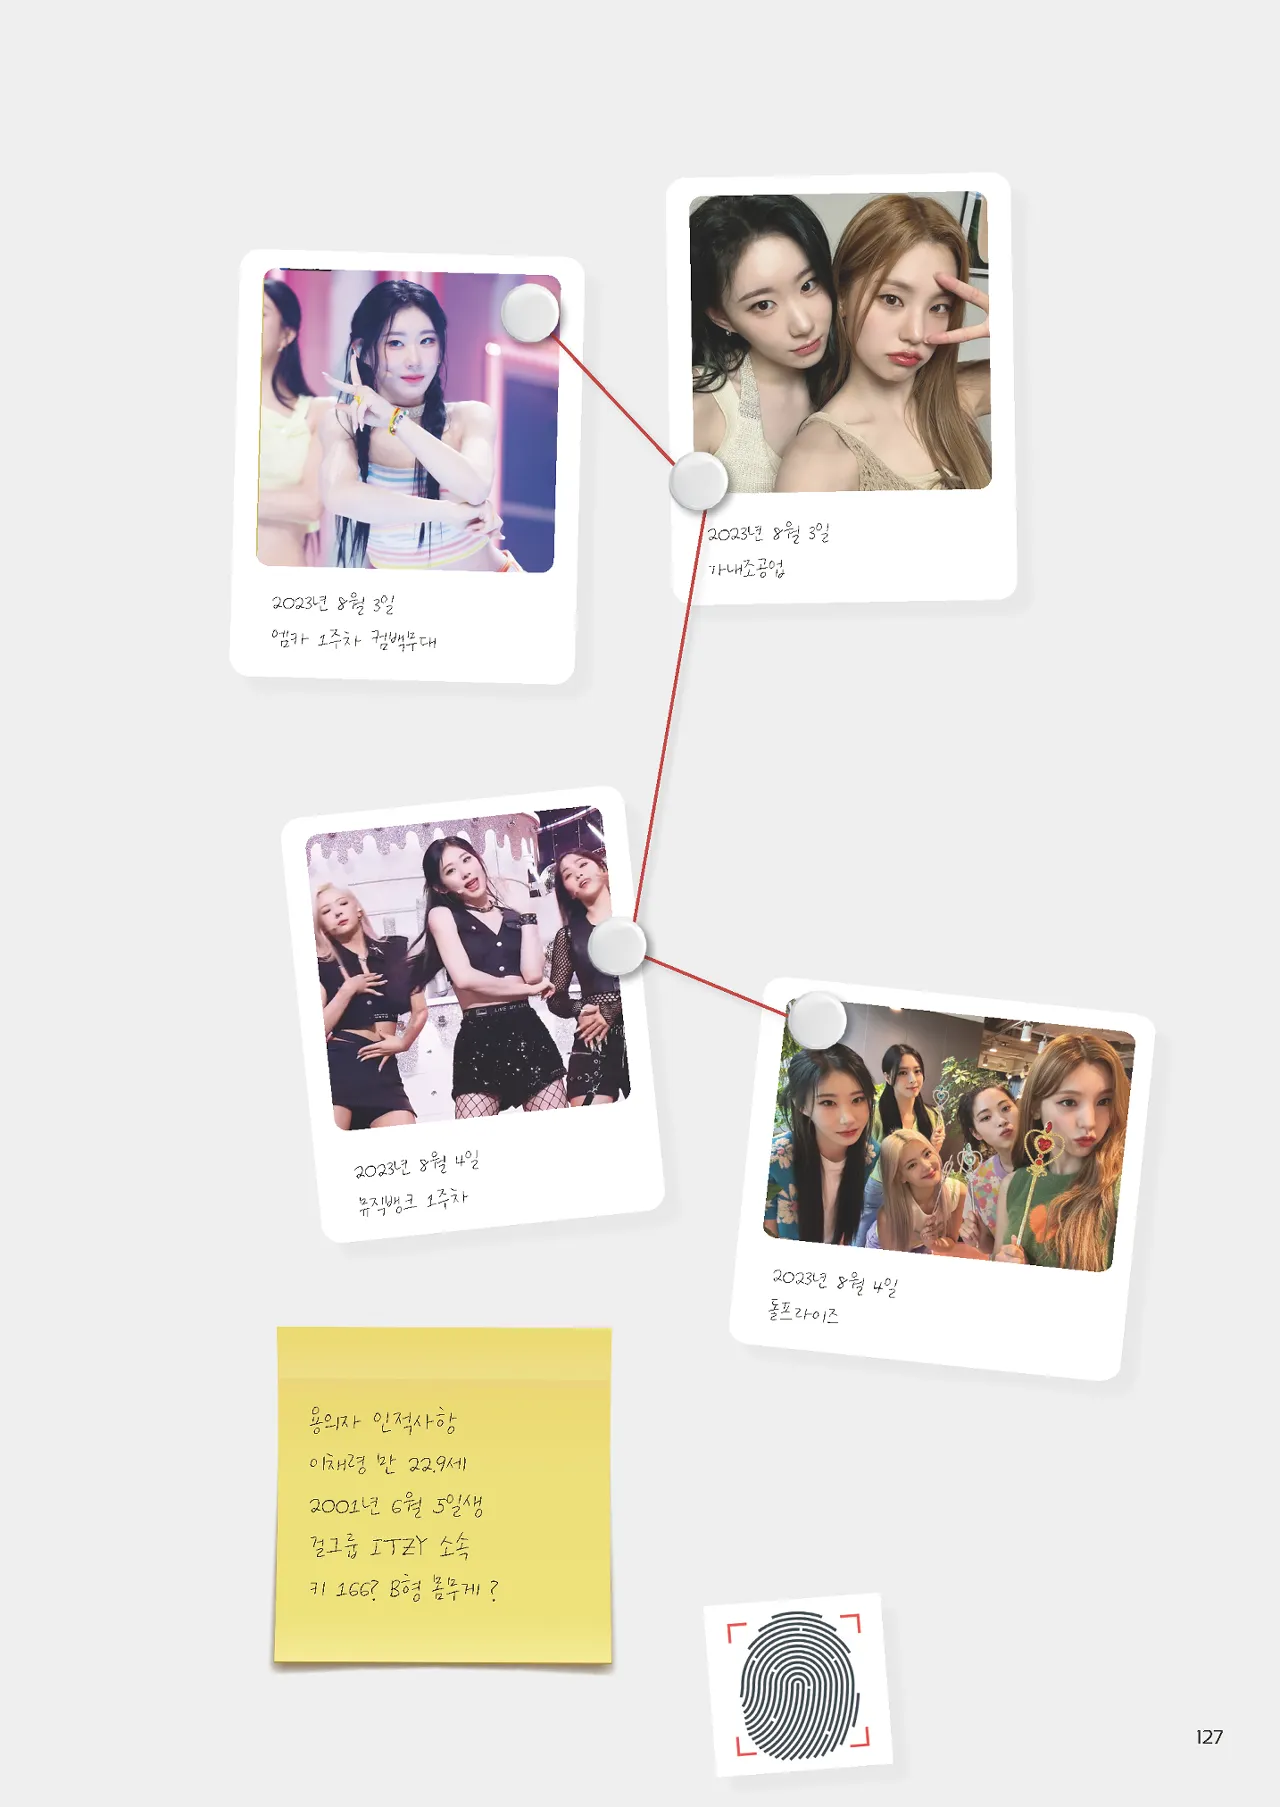 2023년 8월 3일
엠카 1주차 컴백무대
2023년 8월 3일
가내조공업
2023년 8월 4일
뮤직뱅크 1주차
2023년 8월 4일
돌프라이즈
용의자 인적사항
이채령 만 22.9세
2001년 6월 5일생
걸그룹 ITZY 소속
키 166? B형 몸무게?
127